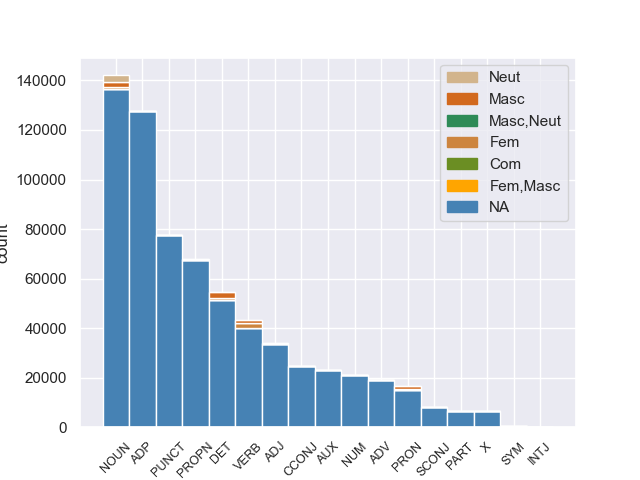 140000
120000
100000
80000
60000
40000
20000
0
count
Neut
Masc
Masc,Neut
Fem
Com
Fem,Masc
NA
NOUN
ADP
PUNCT
PROPN
DET
VERB
ADJ
CCONJ
AUX
NUM
ADV
PRON
SCONJ
PART
X
SYM
INTJ